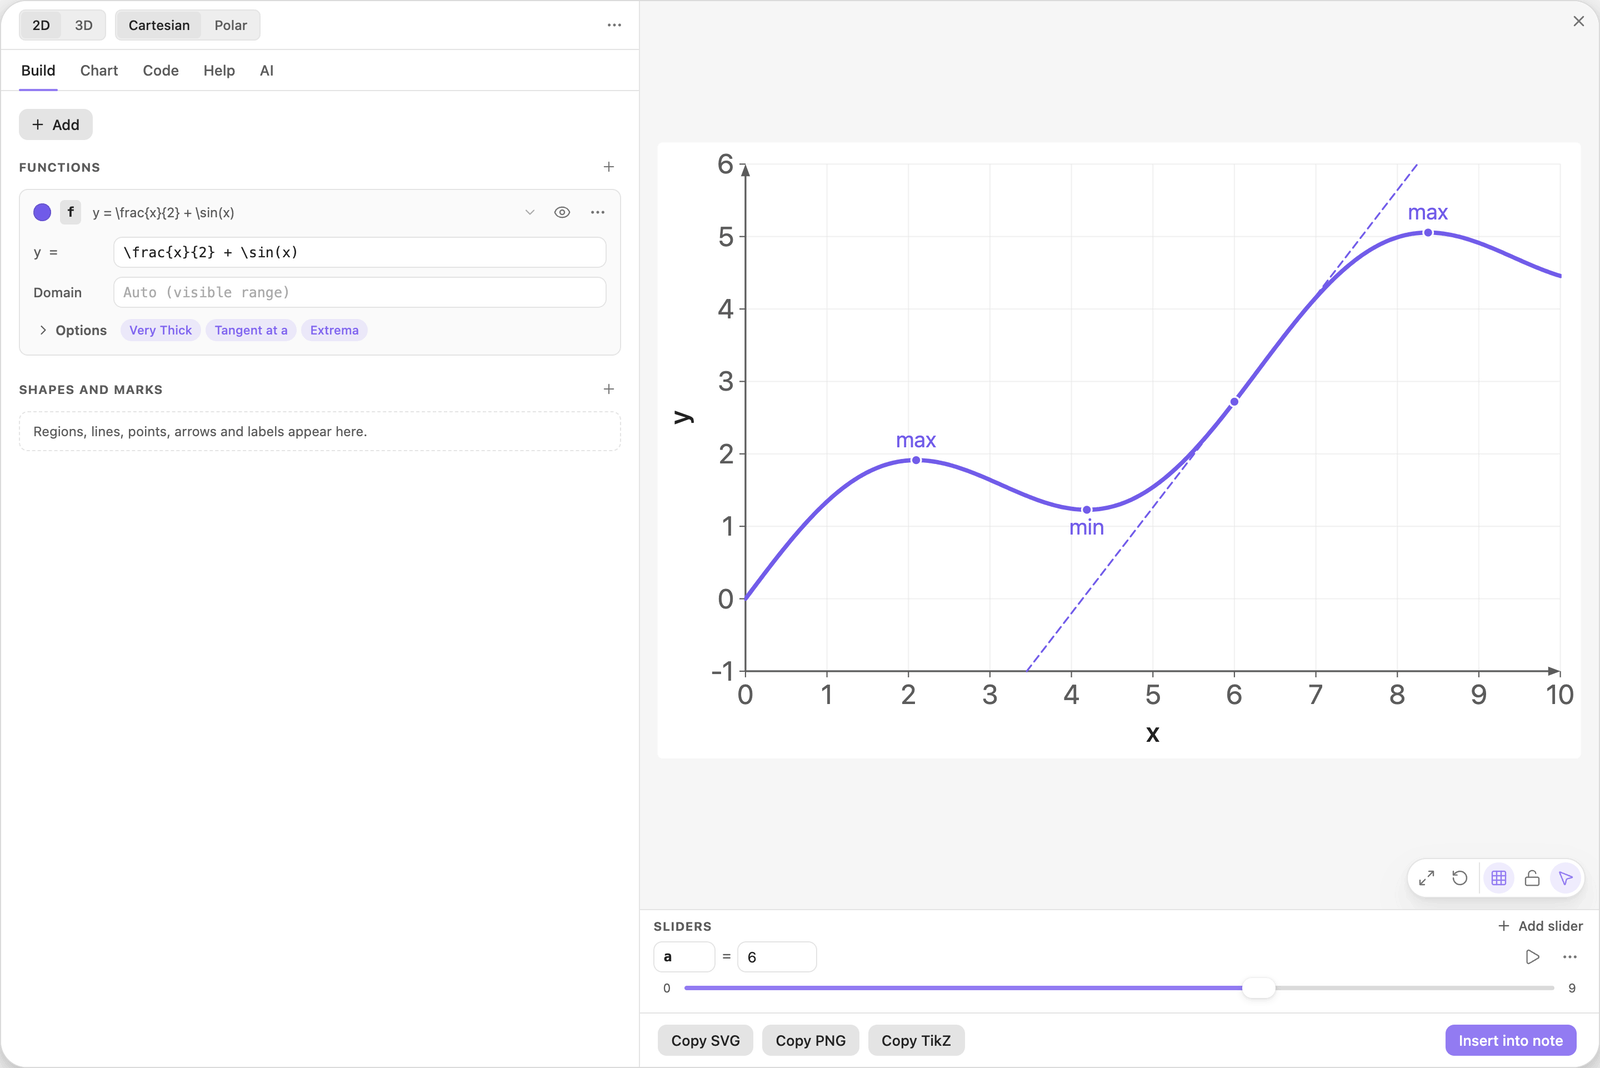 2D 3D Cartesian Polar
Build Chart Code Help AI
+ Add
FUNCTIONS
f y = \frac{x}{2} + \sin(x)
y = \frac{x}{2} + \sin(x)
Domain Auto (visible range)
Options Very Thick Tangent at a Extrema
SHAPES AND MARKS
Regions, lines, points, arrows and labels appear here.
6
5
4
3
2
1
0
-1
y
max
min
max
0 1 2 3 4 5 6 7 8 9 10
x
SLIDERS + Add slider
a = 6
0 9
Copy SVG Copy PNG Copy TikZ Insert into note